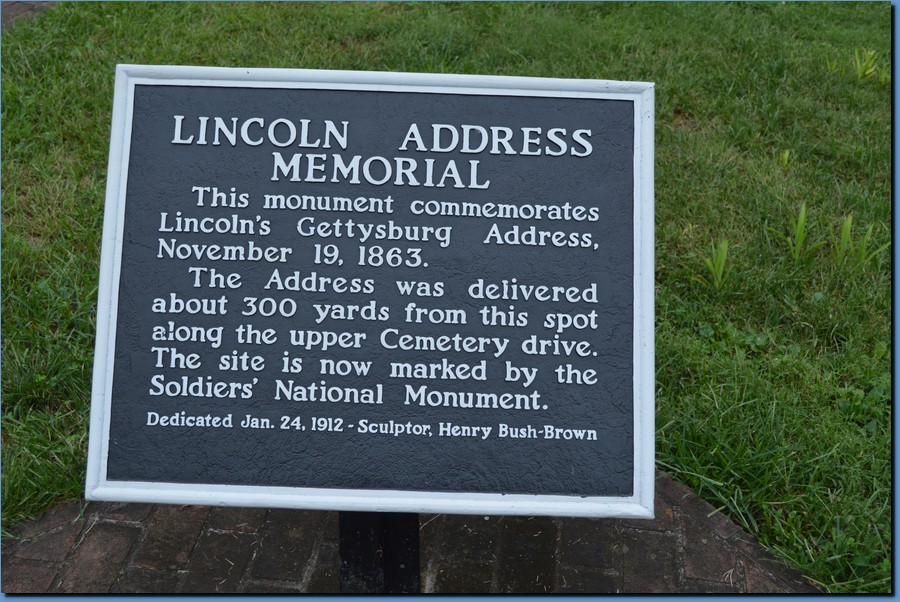 LINCOLN ADDRESS
MEMORIAL
This monument commemorates
Lincoln's Gettysburg Address,
November 19, 1863.
The Address was delivered
about 300 yards from this spot
along the upper Cemetery drive.
The site is now marked by the
Soldiers' National Monument.
Dedicated Jan. 24, 1912 - Sculptor, Henry Bush-Brown